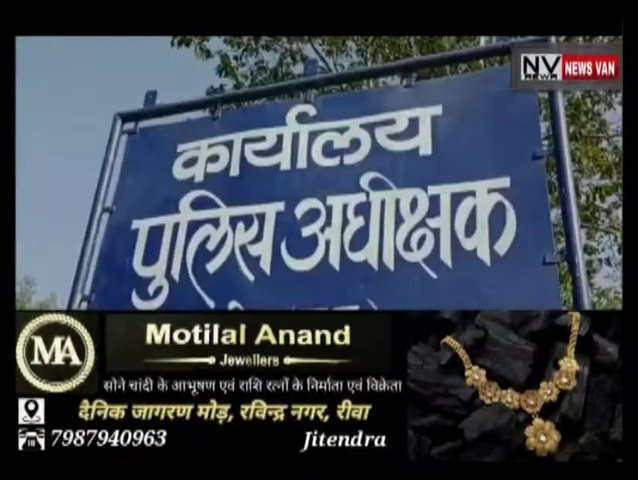 NV
NEWS
NEWS VAN
कार्यालय
पुलिस अधीक्षक
MA
Motilal Anand
Jewellers
सोने चांदी के आभूषण एवं राशि रत्नों के निर्माता एवं विक्रेता
दैनिक जागरण मोड़, रविन्द्र नगर, रीवा
7987940963
Jitendra